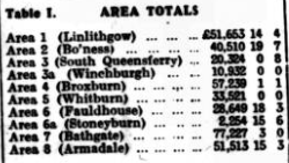 Table I. AREA TOTALS
Area 1 (Linlithgow) ... ... ... £51,653 14 4
Area 2 (Bo'ness) ... ... ... 40,510 19 7
Area 3 (South Queensferry) ... 20,324 0 8
Area 3a (Winchburgh) ... ... 10,932 0 0
Area 4 (Broxburn) ... ... ... 57,239 1 1
Area 5 (Whitburn) ... ... ... 33,521 0 0
Area 6 (Fauldhouse) ... ... 28,649 18 3
Area 6a (Stoneyburn) ... ... 2,254 15 6
Area 7 (Bathgate) ... ... ... 77,227 3 0
Area 8 (Armadale) ... ... ... 51,513 15 3